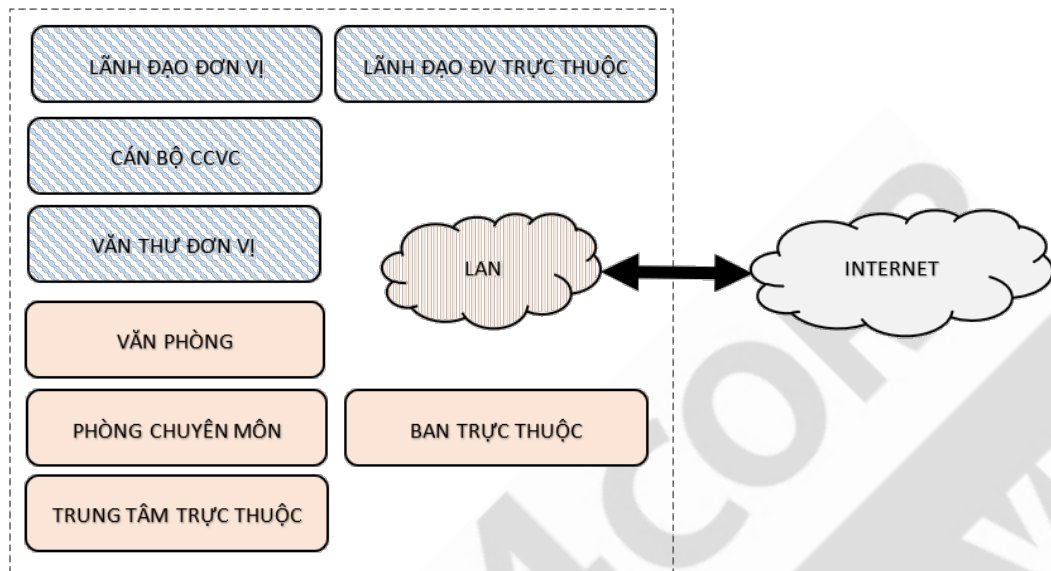 LÃNH ĐẠO ĐƠN VỊ
LÃNH ĐẠO ĐV TRỰC THUỘC
CÁN BỘ CCVC
VĂN THƯ ĐƠN VỊ
LAN
INTERNET
VĂN PHÒNG
PHÒNG CHUYÊN MÔN
BAN TRỰC THUỘC
TRUNG TÂM TRỰC THUỘC